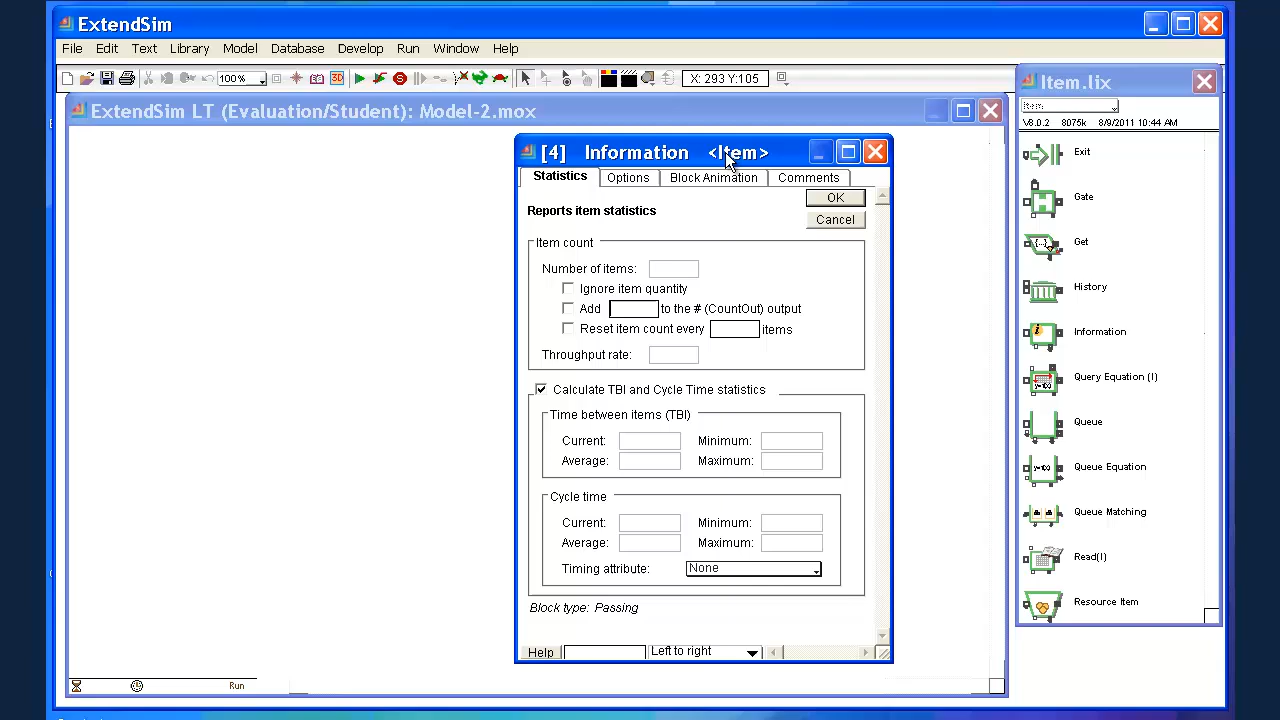 ExtendSim
File Edit Text Library Model Database Develop Run Window Help
100% 3D X: 293 Y:105
ExtendSim LT (Evaluation/Student): Model-2.mox
Item.lix
V8.0.2 8075k 8/9/2011 10:44 AM
Exit
Gate
Get
History
Information
Query Equation (I)
Queue
Queue Equation
Queue Matching
Read(I)
Resource Item
[4] Information <Item>
Statistics Options Block Animation Comments
OK
Reports item statistics
Cancel
Item count
Number of items:
Ignore item quantity
Add to the # (CountOut) output
Reset item count every items
Throughput rate:
Calculate TBI and Cycle Time statistics
Time between items (TBI)
Current: Minimum:
Average: Maximum:
Cycle time
Current: Minimum:
Average: Maximum:
Timing attribute: None
Block type: Passing
Help Left to right
Run